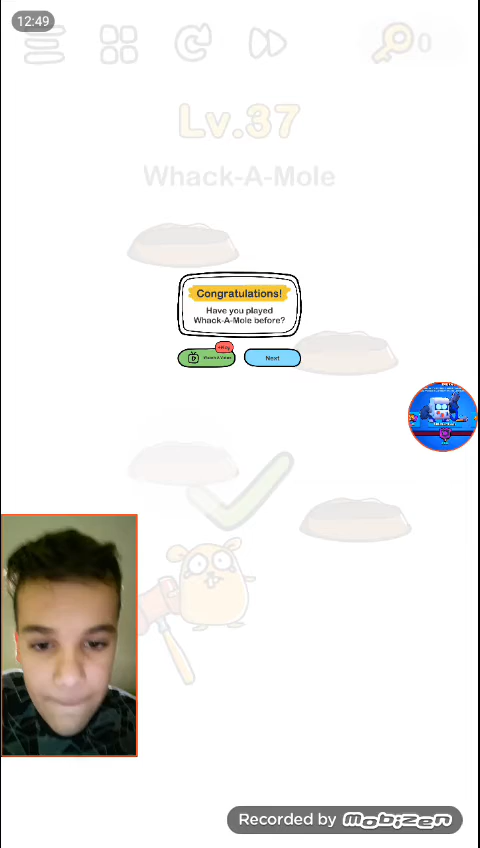 12:49
0
Lv.37
Whack-A-Mole
Congratulations!
Have you played
Whack-A-Mole before?
Next
Recorded by Mobizen